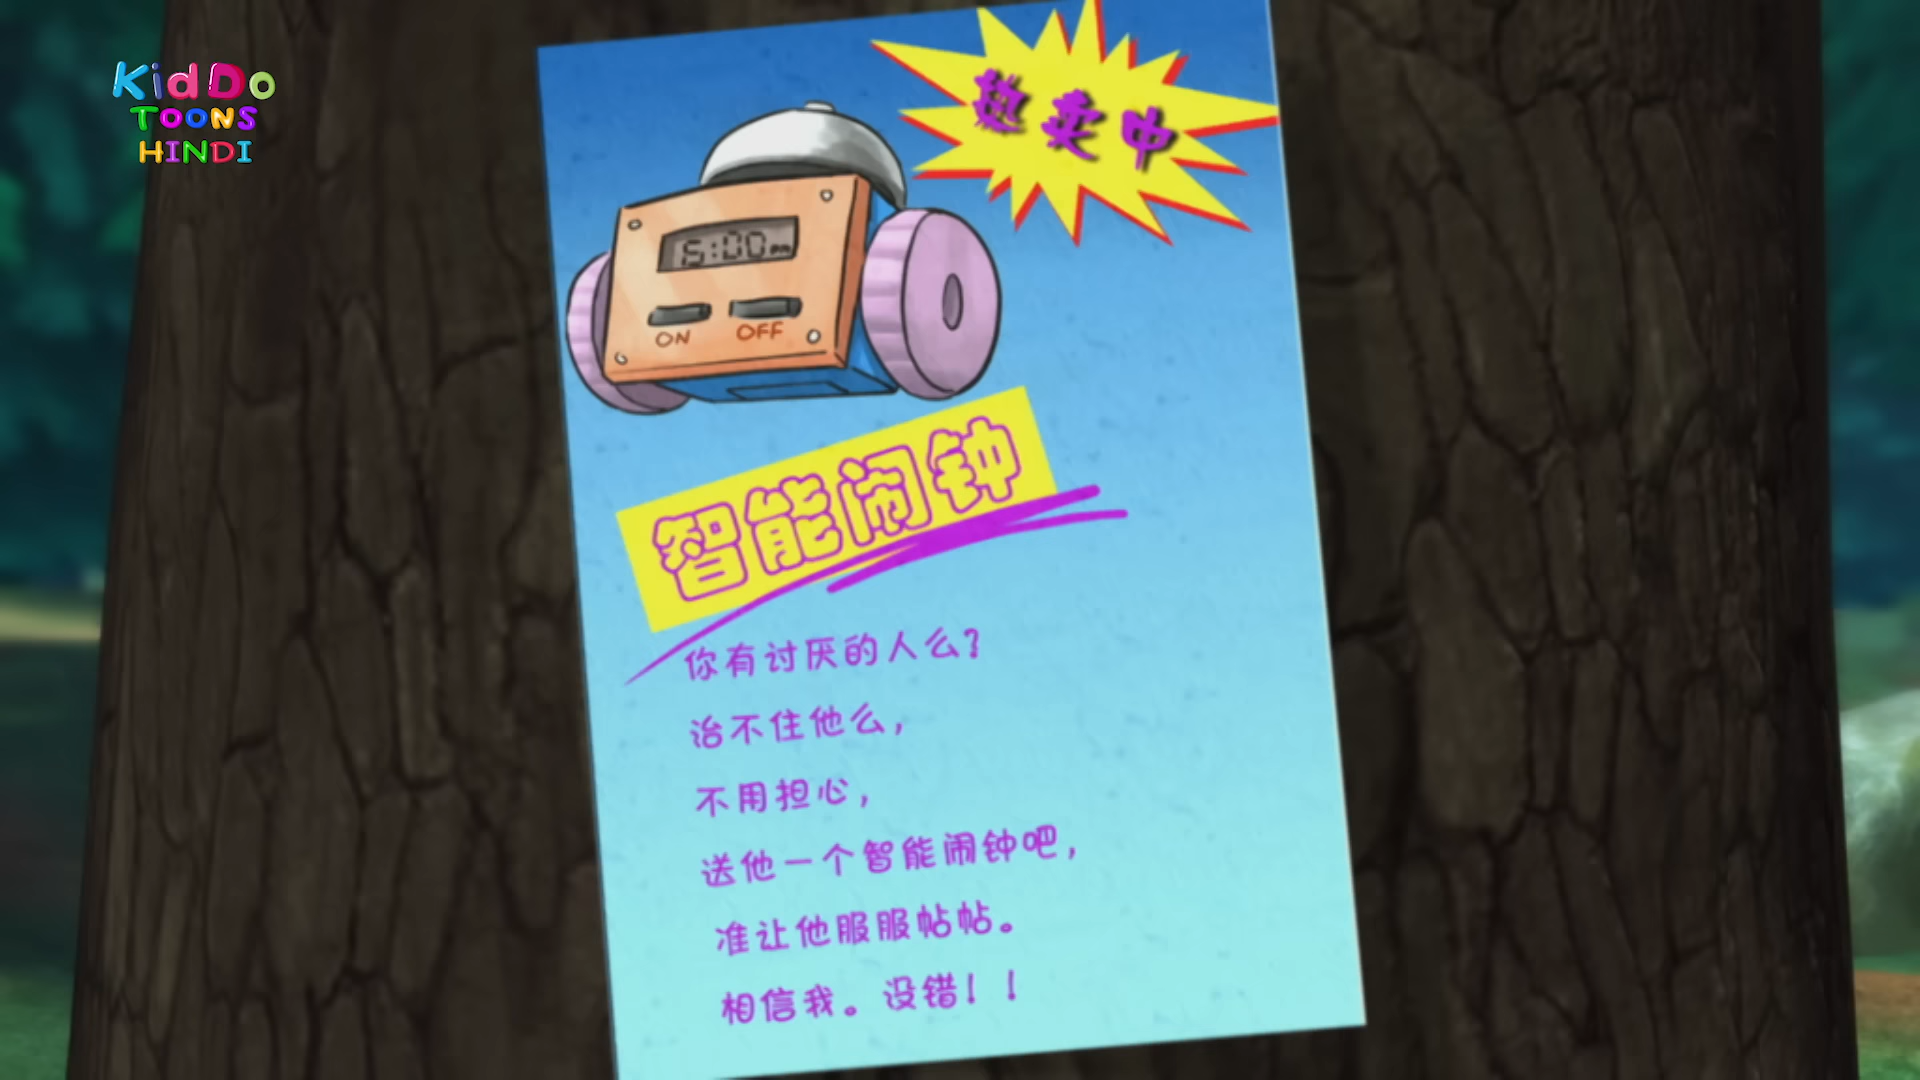 KidDo
TOONS
HINDI
热卖中
5:00 PM
ON OFF
智能闹钟
你有讨厌的人么？
治不住他么，
不用担心，
送他一个智能闹钟吧，
准让他服服帖帖。
相信我。没错！！